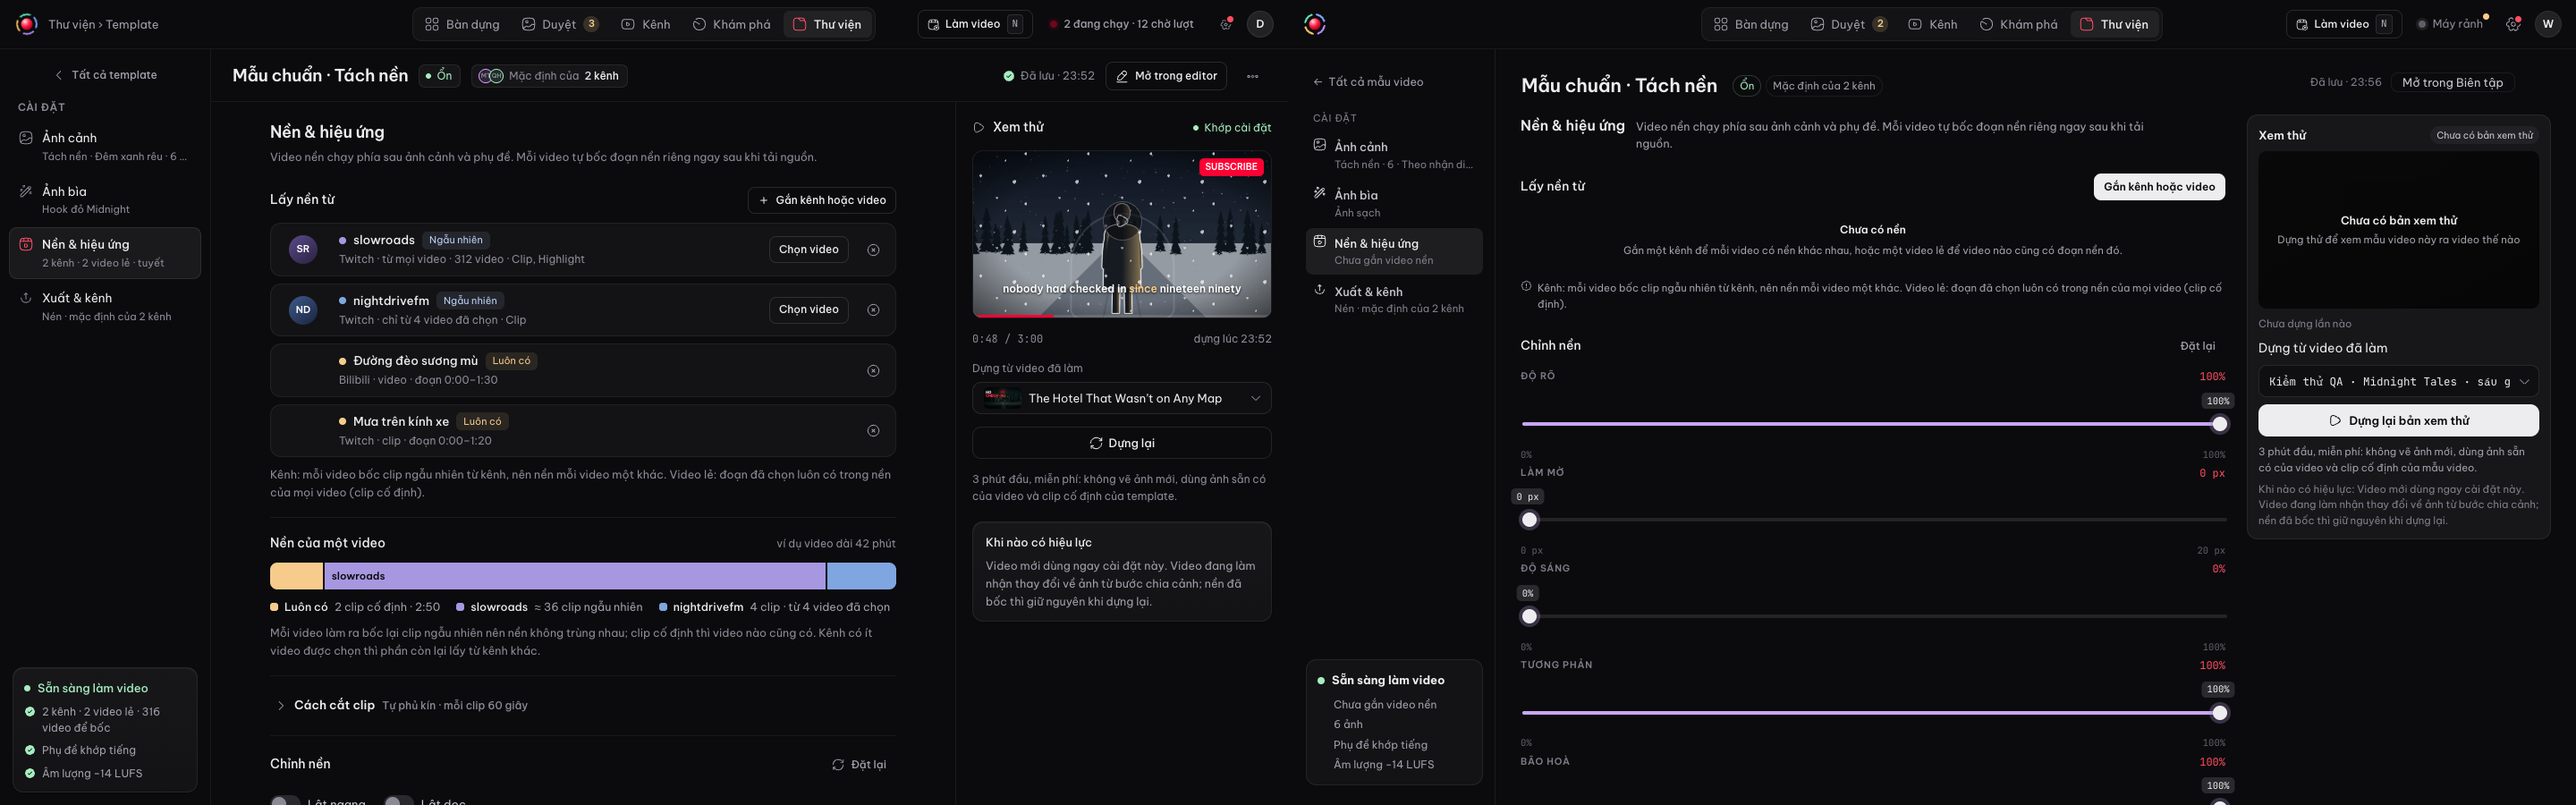 Thư viện › Template
Bàn dựng
Duyệt 3
Kênh
Khám phá
Thư viện
Làm video N
2 đang chạy · 12 chờ lượt
D
Tất cả template
CÀI ĐẶT
Ảnh cảnh
Tách nền · Đêm xanh rêu · 6 ...
Ảnh bìa
Hook đỏ Midnight
Nền & hiệu ứng
2 kênh · 2 video lẻ · tuyết
Xuất & kênh
Nén · mặc định của 2 kênh
Sẵn sàng làm video
2 kênh · 2 video lẻ · 316
video để bốc
Phụ đề khớp tiếng
Âm lượng -14 LUFS
Mẫu chuẩn · Tách nền
Ổn
Mặc định của 2 kênh
Đã lưu · 23:52
Mở trong editor
Nền & hiệu ứng
Video nền chạy phía sau ảnh cảnh và phụ đề. Mỗi video tự bốc đoạn nền riêng ngay sau khi tải nguồn.
Lấy nền từ
Gắn kênh hoặc video
SR
slowroads Ngẫu nhiên
Twitch · từ mọi video · 312 video · Clip, Highlight
Chọn video
ND
nightdrivefm Ngẫu nhiên
Twitch · chỉ từ 4 video đã chọn · Clip
Chọn video
Đường đèo sương mù Luôn có
Bilibili · video · đoạn 0:00–1:30
Mưa trên kính xe Luôn có
Twitch · clip · đoạn 0:00–1:20
Kênh: mỗi video bốc clip ngẫu nhiên từ kênh, nên nền mỗi video một khác. Video lẻ: đoạn đã chọn luôn có trong nền
của mọi video (clip cố định).
Nền của một video
ví dụ video dài 42 phút
slowroads
Luôn có 2 clip cố định · 2:50
slowroads ≈ 36 clip ngẫu nhiên
nightdrivefm 4 clip · từ 4 video đã chọn
Mỗi video làm ra bốc lại clip ngẫu nhiên nên nền không trùng nhau; clip cố định thì video nào cũng có. Kênh có ít
video được chọn thì phần còn lại lấy từ kênh khác.
Cách cắt clip Tự phủ kín · mỗi clip 60 giây
Chỉnh nền
Đặt lại
Lật ngang
Lật dọc
Xem thử
Khớp cài đặt
SUBSCRIBE
nobody had checked in since nineteen ninety
0:48 / 3:00
dựng lúc 23:52
Dựng từ video đã làm
The Hotel That Wasn't on Any Map
Dựng lại
3 phút đầu, miễn phí: không vẽ ảnh mới, dùng ảnh sẵn có
của video và clip cố định của template.
Khi nào có hiệu lực
Video mới dùng ngay cài đặt này. Video đang làm
nhận thay đổi về ảnh từ bước chia cảnh; nền đã
bốc thì giữ nguyên khi dựng lại.
Bàn dựng
Duyệt 2
Kênh
Khám phá
Thư viện
Làm video N
Máy rảnh
W
← Tất cả mẫu video
CÀI ĐẶT
Ảnh cảnh
Tách nền · 6 · Theo nhận di...
Ảnh bìa
Ảnh sạch
Nền & hiệu ứng
Chưa gắn video nền
Xuất & kênh
Nén · mặc định của 2 kênh
Sẵn sàng làm video
Chưa gắn video nền
6 ảnh
Phụ đề khớp tiếng
Âm lượng -14 LUFS
Mẫu chuẩn · Tách nền
Ổn
Mặc định của 2 kênh
Đã lưu · 23:56
Mở trong Biên tập
Nền & hiệu ứng
Video nền chạy phía sau ảnh cảnh và phụ đề. Mỗi video tự bốc đoạn nền riêng ngay sau khi tải
nguồn.
Lấy nền từ
Gắn kênh hoặc video
Chưa có nền
Gắn một kênh để mỗi video có nền khác nhau, hoặc một video lẻ để video nào cũng có đoạn nền đó.
Kênh: mỗi video bốc clip ngẫu nhiên từ kênh, nên nền mỗi video một khác. Video lẻ: đoạn đã chọn luôn có trong nền của mọi video (clip cố
định).
Chỉnh nền
Đặt lại
ĐỘ RÕ
100%
100%
0%
100%
LÀM MỜ
0 px
0 px
0 px
20 px
ĐỘ SÁNG
0%
0%
0%
100%
TƯƠNG PHẢN
100%
100%
0%
100%
BÃO HOÀ
100%
100%
Xem thử
Chưa có bản xem thử
Chưa có bản xem thử
Dựng thử để xem mẫu video này ra video thế nào
Chưa dựng lần nào
Dựng từ video đã làm
Kiểm thử QA · Midnight Tales · sáu g
Dựng lại bản xem thử
3 phút đầu, miễn phí: không vẽ ảnh mới, dùng ảnh sẵn
có của video và clip cố định của mẫu video.
Khi nào có hiệu lực: Video mới dùng ngay cài đặt này.
Video đang làm nhận thay đổi về ảnh từ bước chia cảnh;
nền đã bốc thì giữ nguyên khi dựng lại.